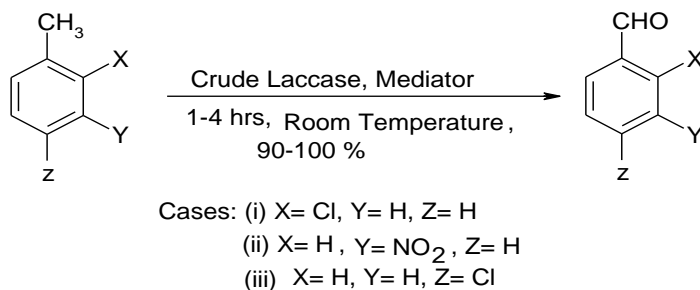 CH3
X
Y
Z
Crude Laccase, Mediator
1-4 hrs, Room Temperature,
90-100 %
CHO
X
Y
Z
Cases: (i) X= Cl, Y= H, Z= H
(ii) X= H , Y= NO2 , Z= H
(iii) X= H, Y= H, Z= Cl